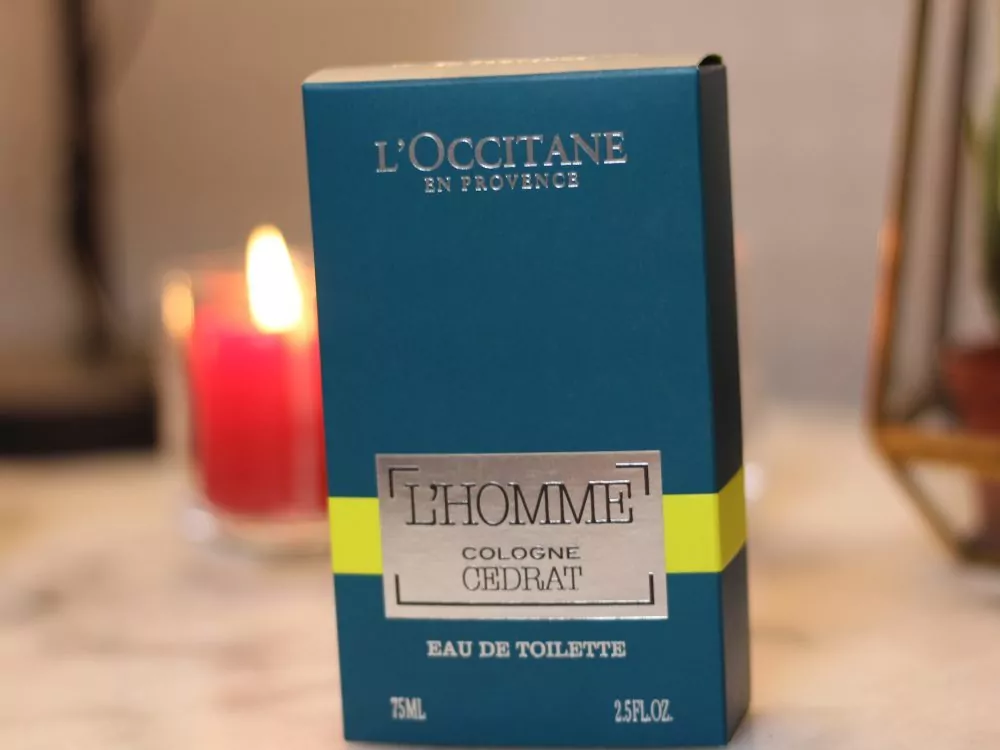 L'OCCITANE
EN PROVENCE
L'HOMME
COLOGNE
CEDRAT
EAU DE TOILETTE
75ML 2.5FL.OZ.